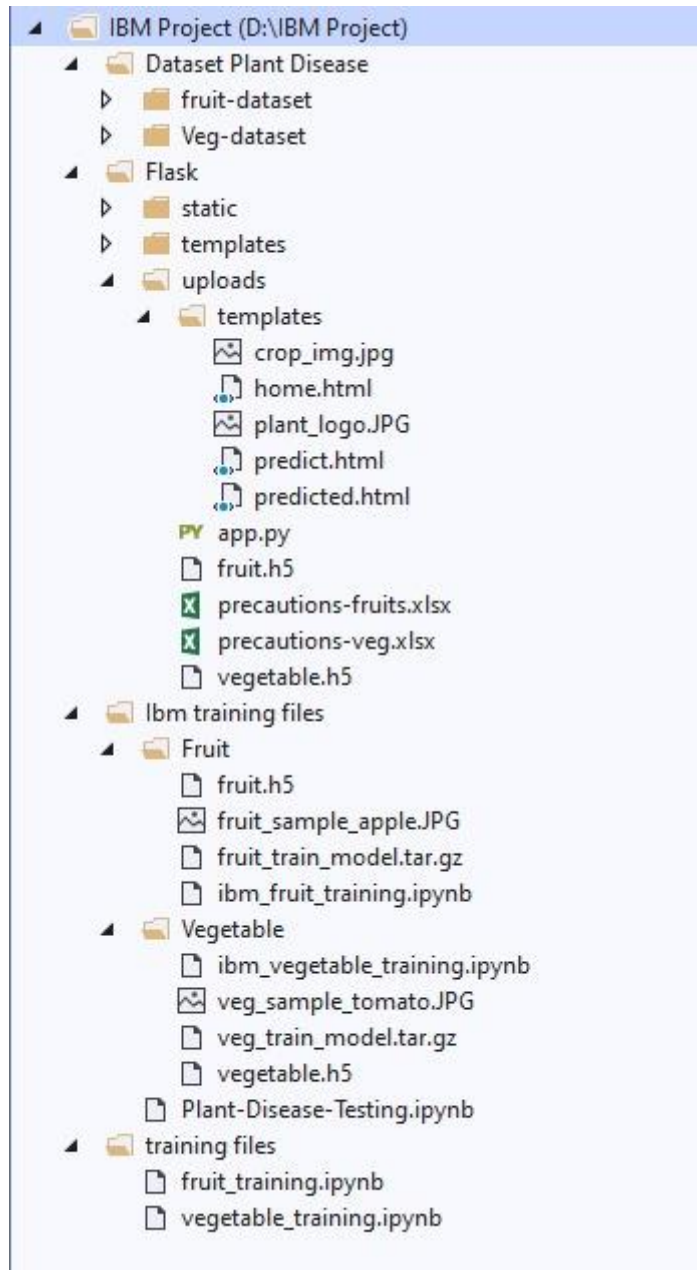 IBM Project (D:\IBM Project)
Dataset Plant Disease
fruit-dataset
Veg-dataset
Flask
static
templates
uploads
templates
crop_img.jpg
home.html
plant_logo.JPG
predict.html
predicted.html
PY app.py
fruit.h5
precautions-fruits.xlsx
precautions-veg.xlsx
vegetable.h5
Ibm training files
Fruit
fruit.h5
fruit_sample_apple.JPG
fruit_train_model.tar.gz
ibm_fruit_training.ipynb
Vegetable
ibm_vegetable_training.ipynb
veg_sample_tomato.JPG
veg_train_model.tar.gz
vegetable.h5
Plant-Disease-Testing.ipynb
training files
fruit_training.ipynb
vegetable_training.ipynb